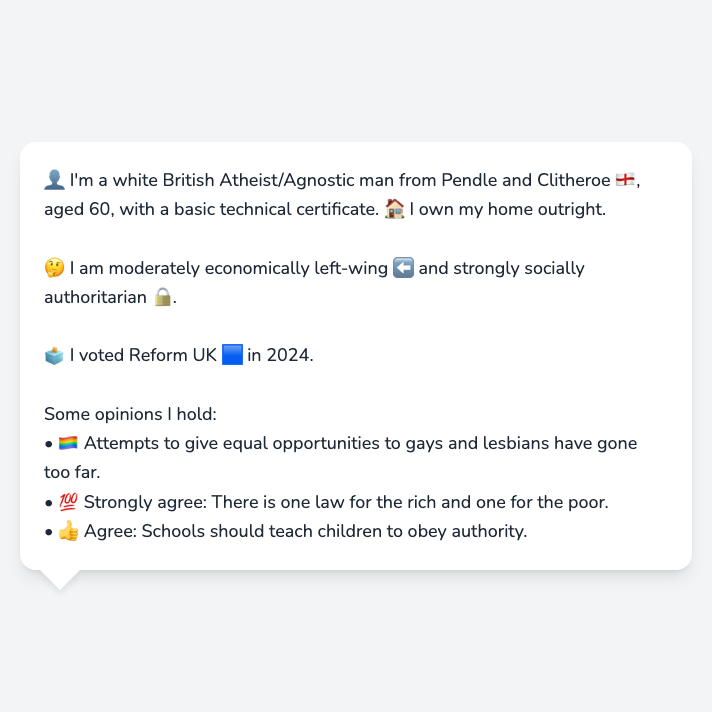 👤 I'm a white British Atheist/Agnostic man from Pendle and Clitheroe 🏴󠁧󠁢󠁥󠁮󠁧󠁿,
aged 60, with a basic technical certificate. 🏠 I own my home outright.
🤔 I am moderately economically left-wing ⬅️ and strongly socially
authoritarian 🔒.
🗳️ I voted Reform UK 🟦 in 2024.
Some opinions I hold:
• 🏳️‍🌈 Attempts to give equal opportunities to gays and lesbians have gone
too far.
• 💯 Strongly agree: There is one law for the rich and one for the poor.
• 👍 Agree: Schools should teach children to obey authority.